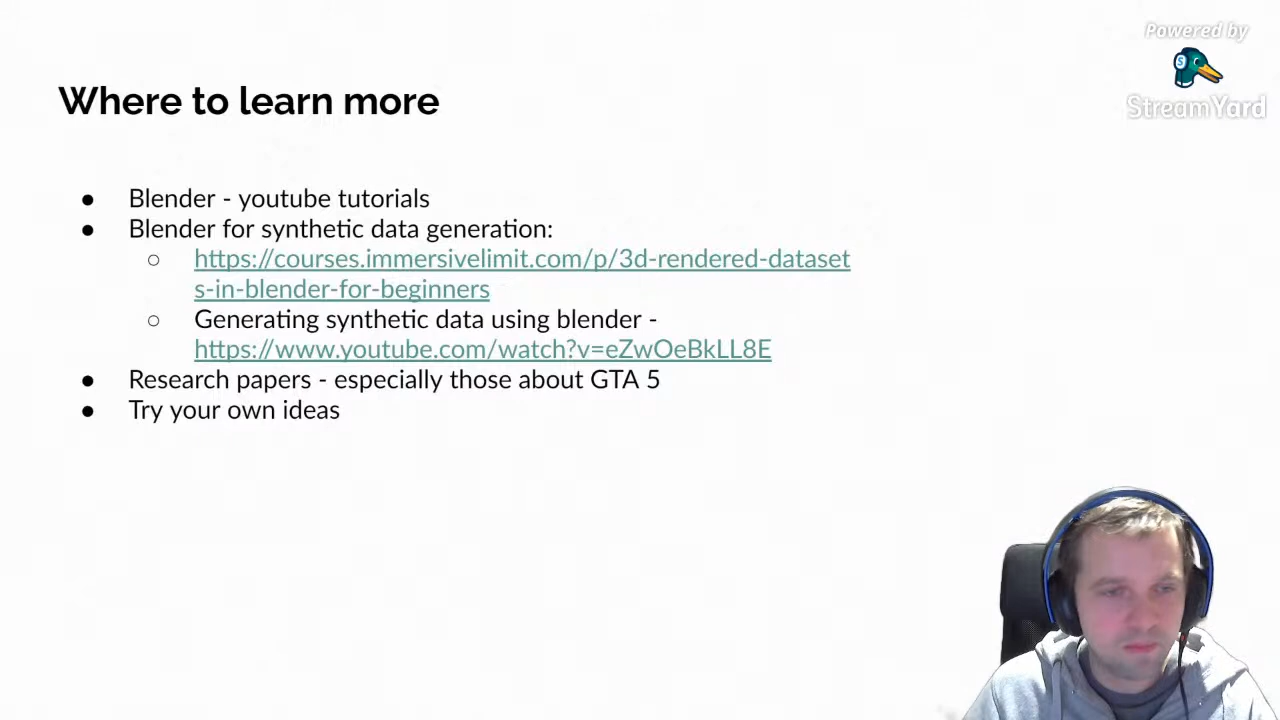 Powered by
StreamYard
Where to learn more
● Blender - youtube tutorials
● Blender for synthetic data generation:
○ https://courses.immersivelimit.com/p/3d-rendered-dataset
s-in-blender-for-beginners
○ Generating synthetic data using blender -
https://www.youtube.com/watch?v=eZwOeBkLL8E
● Research papers - especially those about GTA 5
● Try your own ideas